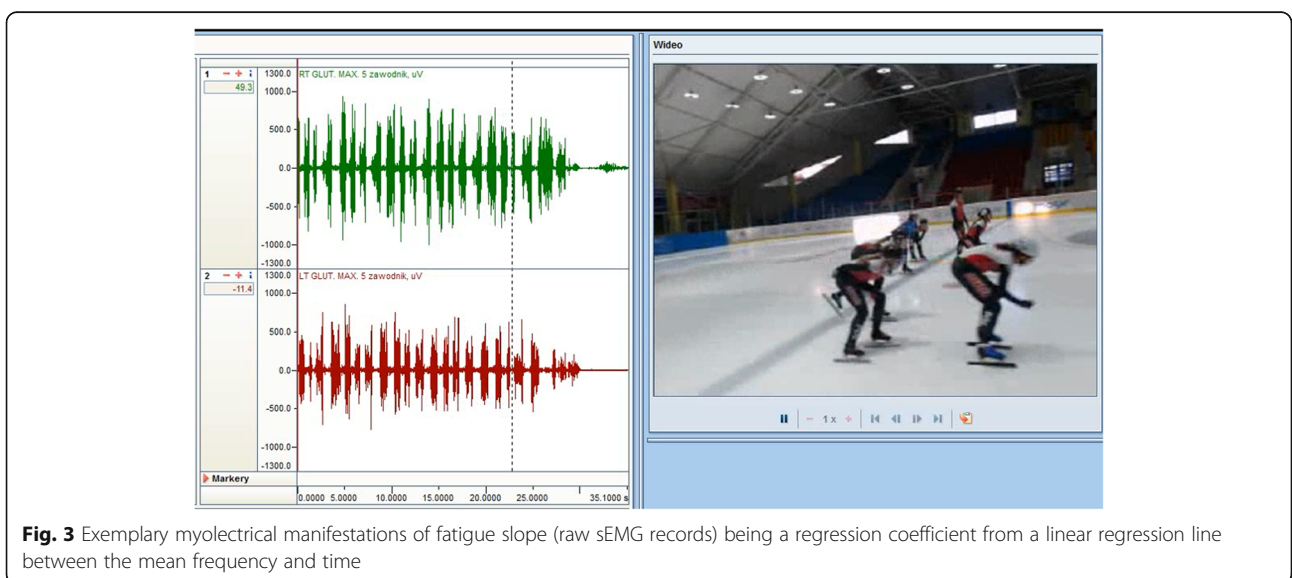 Wideo
1 − + i
1300.0
RT GLUT. MAX. 5 zawodnik, uV
49.3
1000.0
500.0
0.0
-500.0
-1000.0
-1300.0
2 − + i
1300.0
LT GLUT. MAX. 5 zawodnik, uV
-11.4
1000.0
500.0
0.0
-500.0
-1000.0
-1300.0
Markery
0.0000 5.0000 10.0000 15.0000 20.0000 25.0000 35.1000 s
− 1 x +
Fig. 3 Exemplary myolectrical manifestations of fatigue slope (raw sEMG records) being a regression coefficient from a linear regression line
between the mean frequency and time